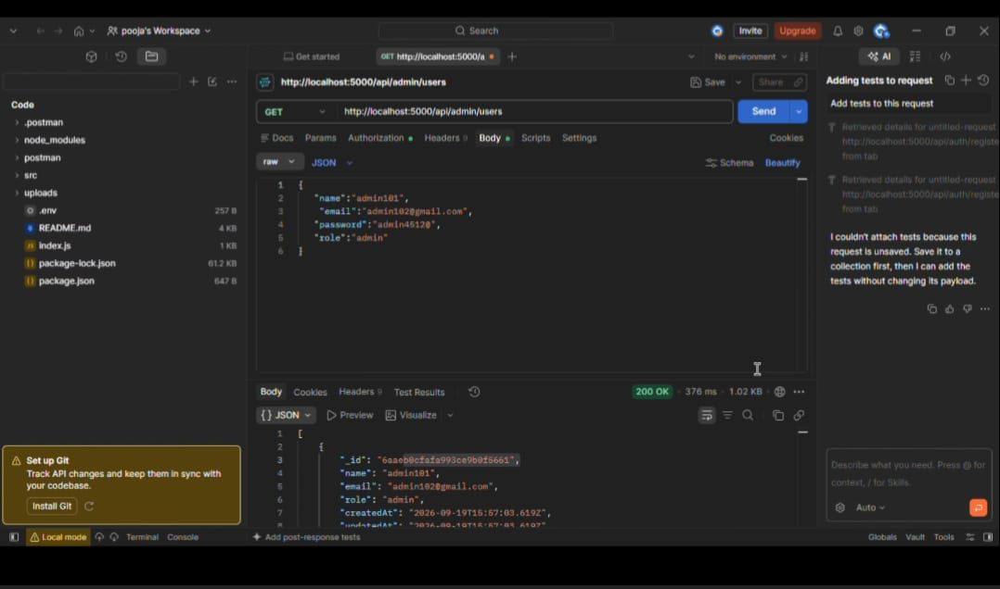 pooja's Workspace
Search
Invite
Upgrade
Get started
GET http://localhost:5000/a
No environment
AI
Code
.postman
node_modules
postman
src
uploads
.env 257 B
README.md 4 KB
index.js 1 KB
package-lock.json 61.2 KB
package.json 647 B
Set up Git
Track API changes and keep them in sync with
your codebase.
Install Git
http://localhost:5000/api/admin/users
Save
Share
GET http://localhost:5000/api/admin/users
Send
Docs Params Authorization Headers 9 Body Scripts Settings Cookies
raw JSON Schema Beautify
1 {
2 "name":"admin101",
3 "email":"admin102@gmail.com",
4 "password":"admin4512@",
5 "role":"admin"
6 }
Body Cookies Headers 9 Test Results
200 OK 376 ms 1.02 KB
{} JSON Preview Visualize
1 [
2 {
3 "_id": "6aaeb0cfafa993ce9b0f5661",
4 "name": "admin101",
5 "email": "admin102@gmail.com",
6 "role": "admin",
7 "createdAt": "2026-09-19T15:57:03.619Z",
8 "updatedAt": "2026-09-19T15:57:03.619Z"
Adding tests to request
Add tests to this request
Retrieved details for untitled-request
http://localhost:5000/api/auth/registe
from tab
Retrieved details for untitled-request
http://localhost:5000/api/auth/registe
from tab
I couldn't attach tests because this
request is unsaved. Save it to a
collection first, then I can add the
tests without changing its payload.
Describe what you need. Press @ for
context, / for Skills.
Auto
Local mode
Terminal
Console
Add post-response tests
Globals
Vault
Tools